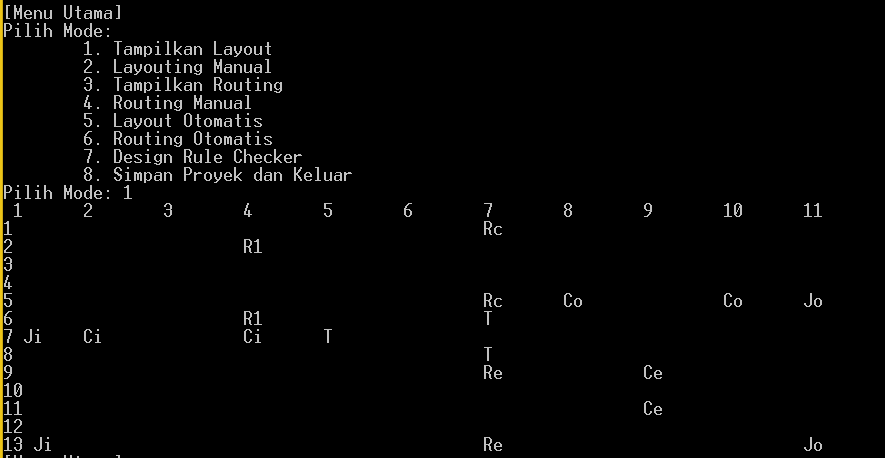 [Menu Utama]
Pilih Mode:
        1. Tampilkan Layout
        2. Layouting Manual
        3. Tampilkan Routing
        4. Routing Manual
        5. Layout Otomatis
        6. Routing Otomatis
        7. Design Rule Checker
        8. Simpan Proyek dan Keluar
Pilih Mode: 1
 1      2       3       4       5       6       7       8       9       10      11
1                                               Rc
2                       R1
3
4
5                                               Rc      Co              Co      Jo
6                       R1                      T
7 Ji    Ci              Ci      T
8                                               T
9                                               Re              Ce
10
11                                                              Ce
12
13 Ji                                           Re                              Jo
[Menu Utama]